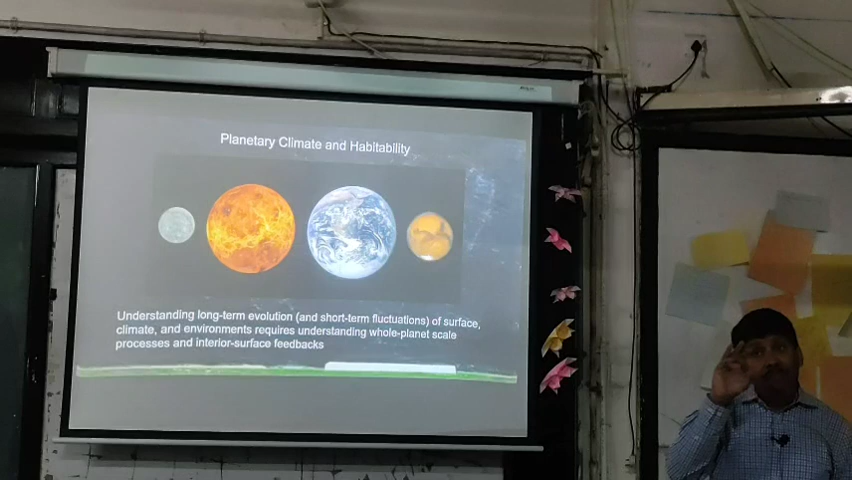 Planetary Climate and Habitability
Understanding long-term evolution (and short-term fluctuations) of surface,
climate, and environments requires understanding whole-planet scale
processes and interior-surface feedbacks